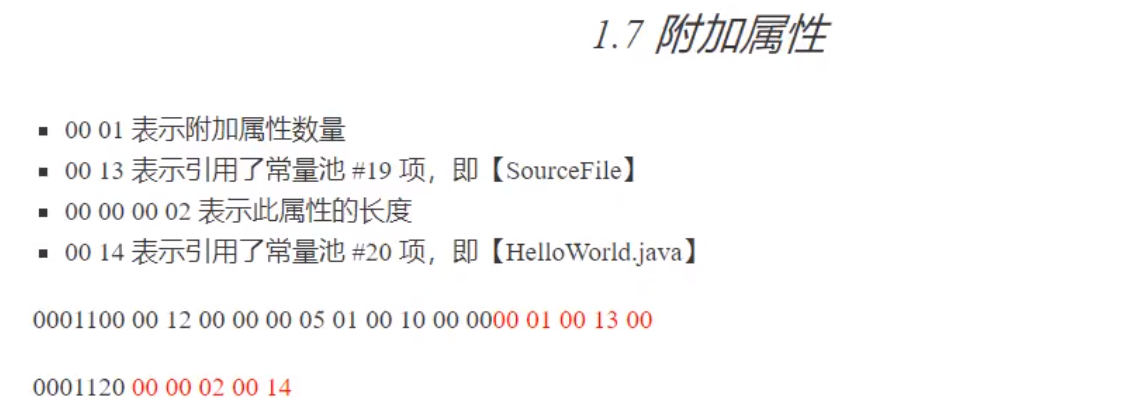 1.7 附加属性
▪ 00 01 表示附加属性数量
▪ 00 13 表示引用了常量池 #19 项，即【SourceFile】
▪ 00 00 00 02 表示此属性的长度
▪ 00 14 表示引用了常量池 #20 项，即【HelloWorld.java】
0001100 00 12 00 00 00 05 01 00 10 00 0000 01 00 13 00
0001120 00 00 02 00 14